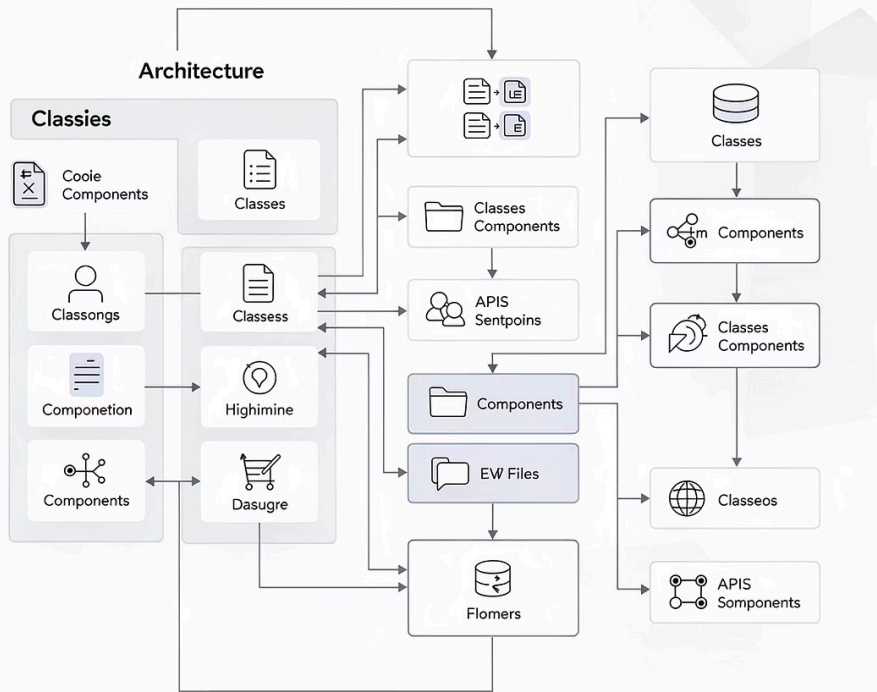 Architecture
Classies
Cooie
Components
Classes
Classongs
Componetion
Components
Classess
Highimine
Dasugre
Classes
Components
APIS
Sentpoins
Components
EW Files
Flomers
Classes
m
Components
Classes
Components
Classeos
APIS
Somponents